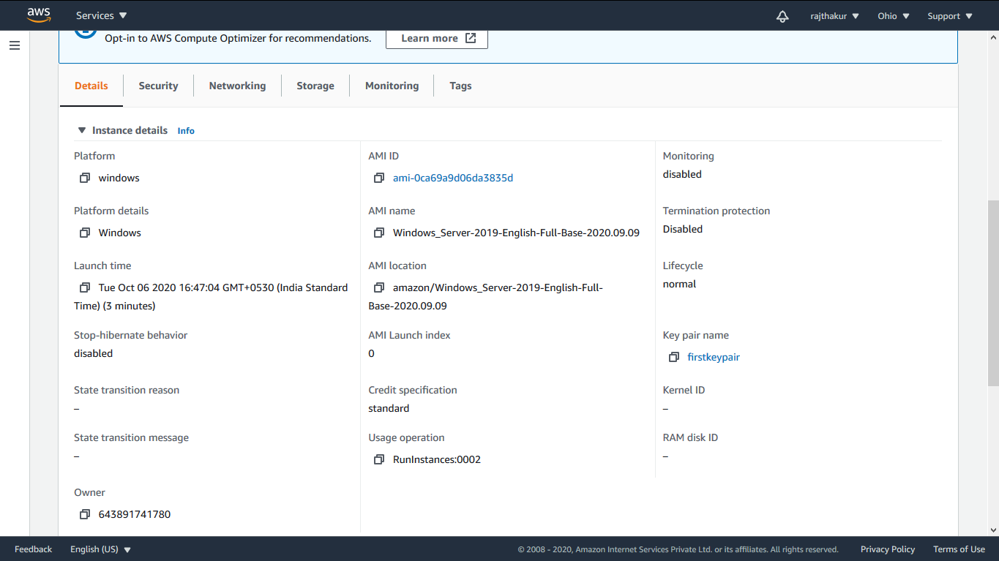 aws
Services
rajthakur
Ohio
Support
Opt-in to AWS Compute Optimizer for recommendations.
Learn more
Details
Security
Networking
Storage
Monitoring
Tags
Instance details Info
Platform
windows
Platform details
Windows
Launch time
Tue Oct 06 2020 16:47:04 GMT+0530 (India Standard
Time) (3 minutes)
Stop-hibernate behavior
disabled
State transition reason
–
State transition message
–
Owner
643891741780
AMI ID
ami-0ca69a9d06da3835d
AMI name
Windows_Server-2019-English-Full-Base-2020.09.09
AMI location
amazon/Windows_Server-2019-English-Full-
Base-2020.09.09
AMI Launch index
0
Credit specification
standard
Usage operation
RunInstances:0002
Monitoring
disabled
Termination protection
Disabled
Lifecycle
normal
Key pair name
firstkeypair
Kernel ID
–
RAM disk ID
–
Feedback
English (US)
© 2008 - 2020, Amazon Internet Services Private Ltd. or its affiliates. All rights reserved.
Privacy Policy
Terms of Use